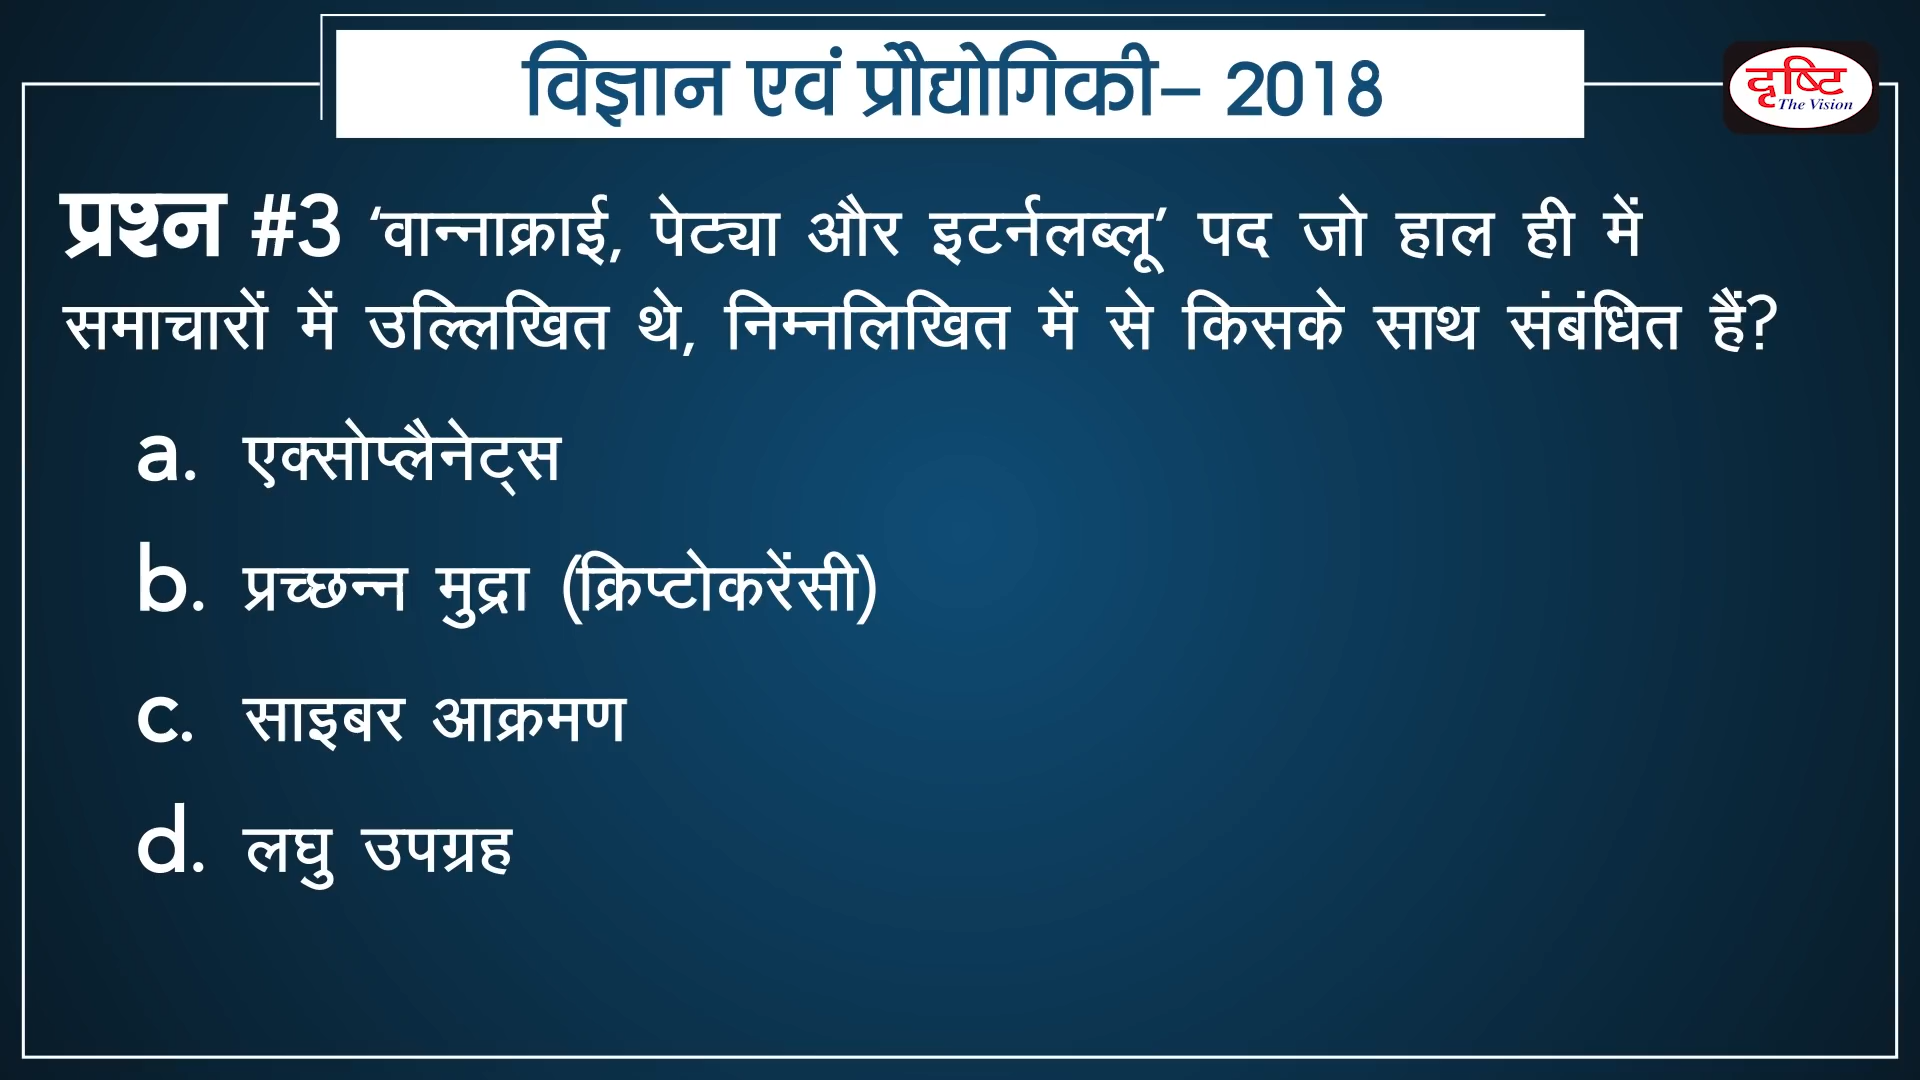 विज्ञान एवं प्रौद्योगिकी– 2018
दृष्टि
The Vision
प्रश्न #3 ‘वान्नाक्राई, पेट्या और इटर्नलब्लू’ पद जो हाल ही में
समाचारों में उल्लिखित थे, निम्नलिखित में से किसके साथ संबंधित हैं?
a. एक्सोप्लैनेट्स
b. प्रच्छन्न मुद्रा (क्रिप्टोकरेंसी)
c. साइबर आक्रमण
d. लघु उपग्रह